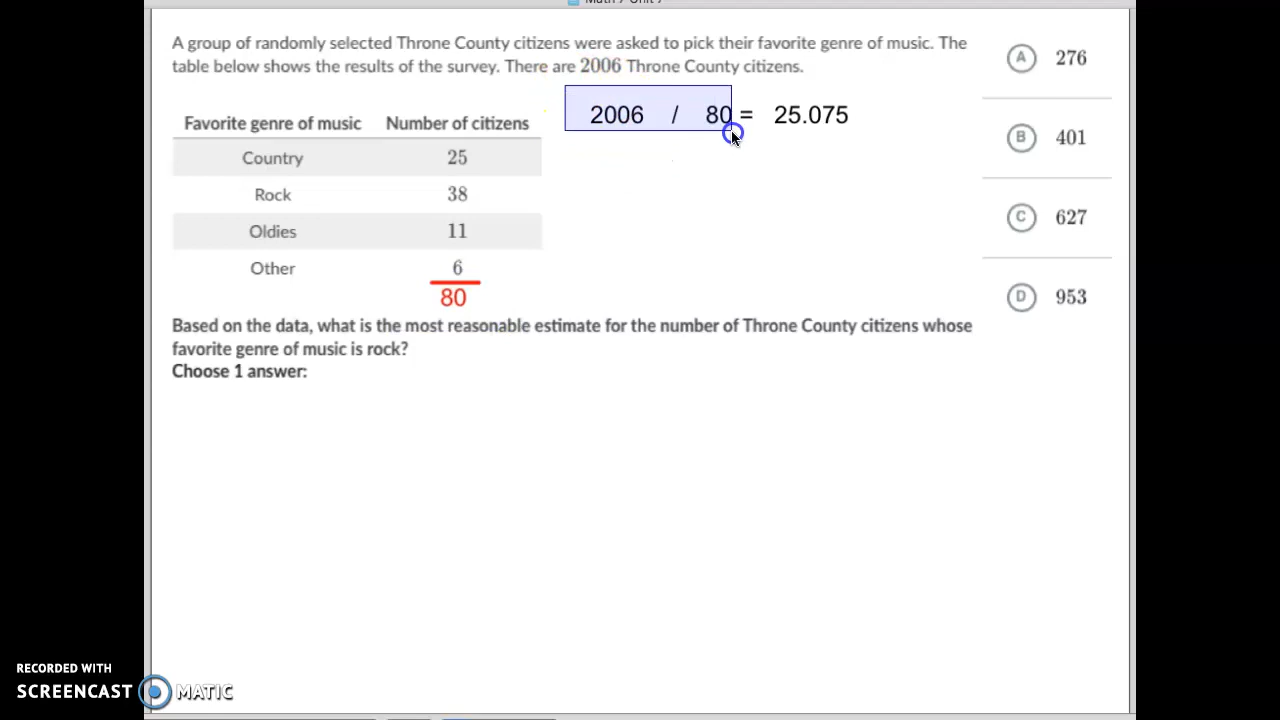 A group of randomly selected Throne County citizens were asked to pick their favorite genre of music. The
table below shows the results of the survey. There are 2006 Throne County citizens.
2006 / 80 = 25.075
Favorite genre of music Number of citizens
Country 25
Rock 38
Oldies 11
Other 6
80
Based on the data, what is the most reasonable estimate for the number of Throne County citizens whose
favorite genre of music is rock?
Choose 1 answer:
A 276
B 401
C 627
D 953
RECORDED WITH
SCREENCAST MATIC